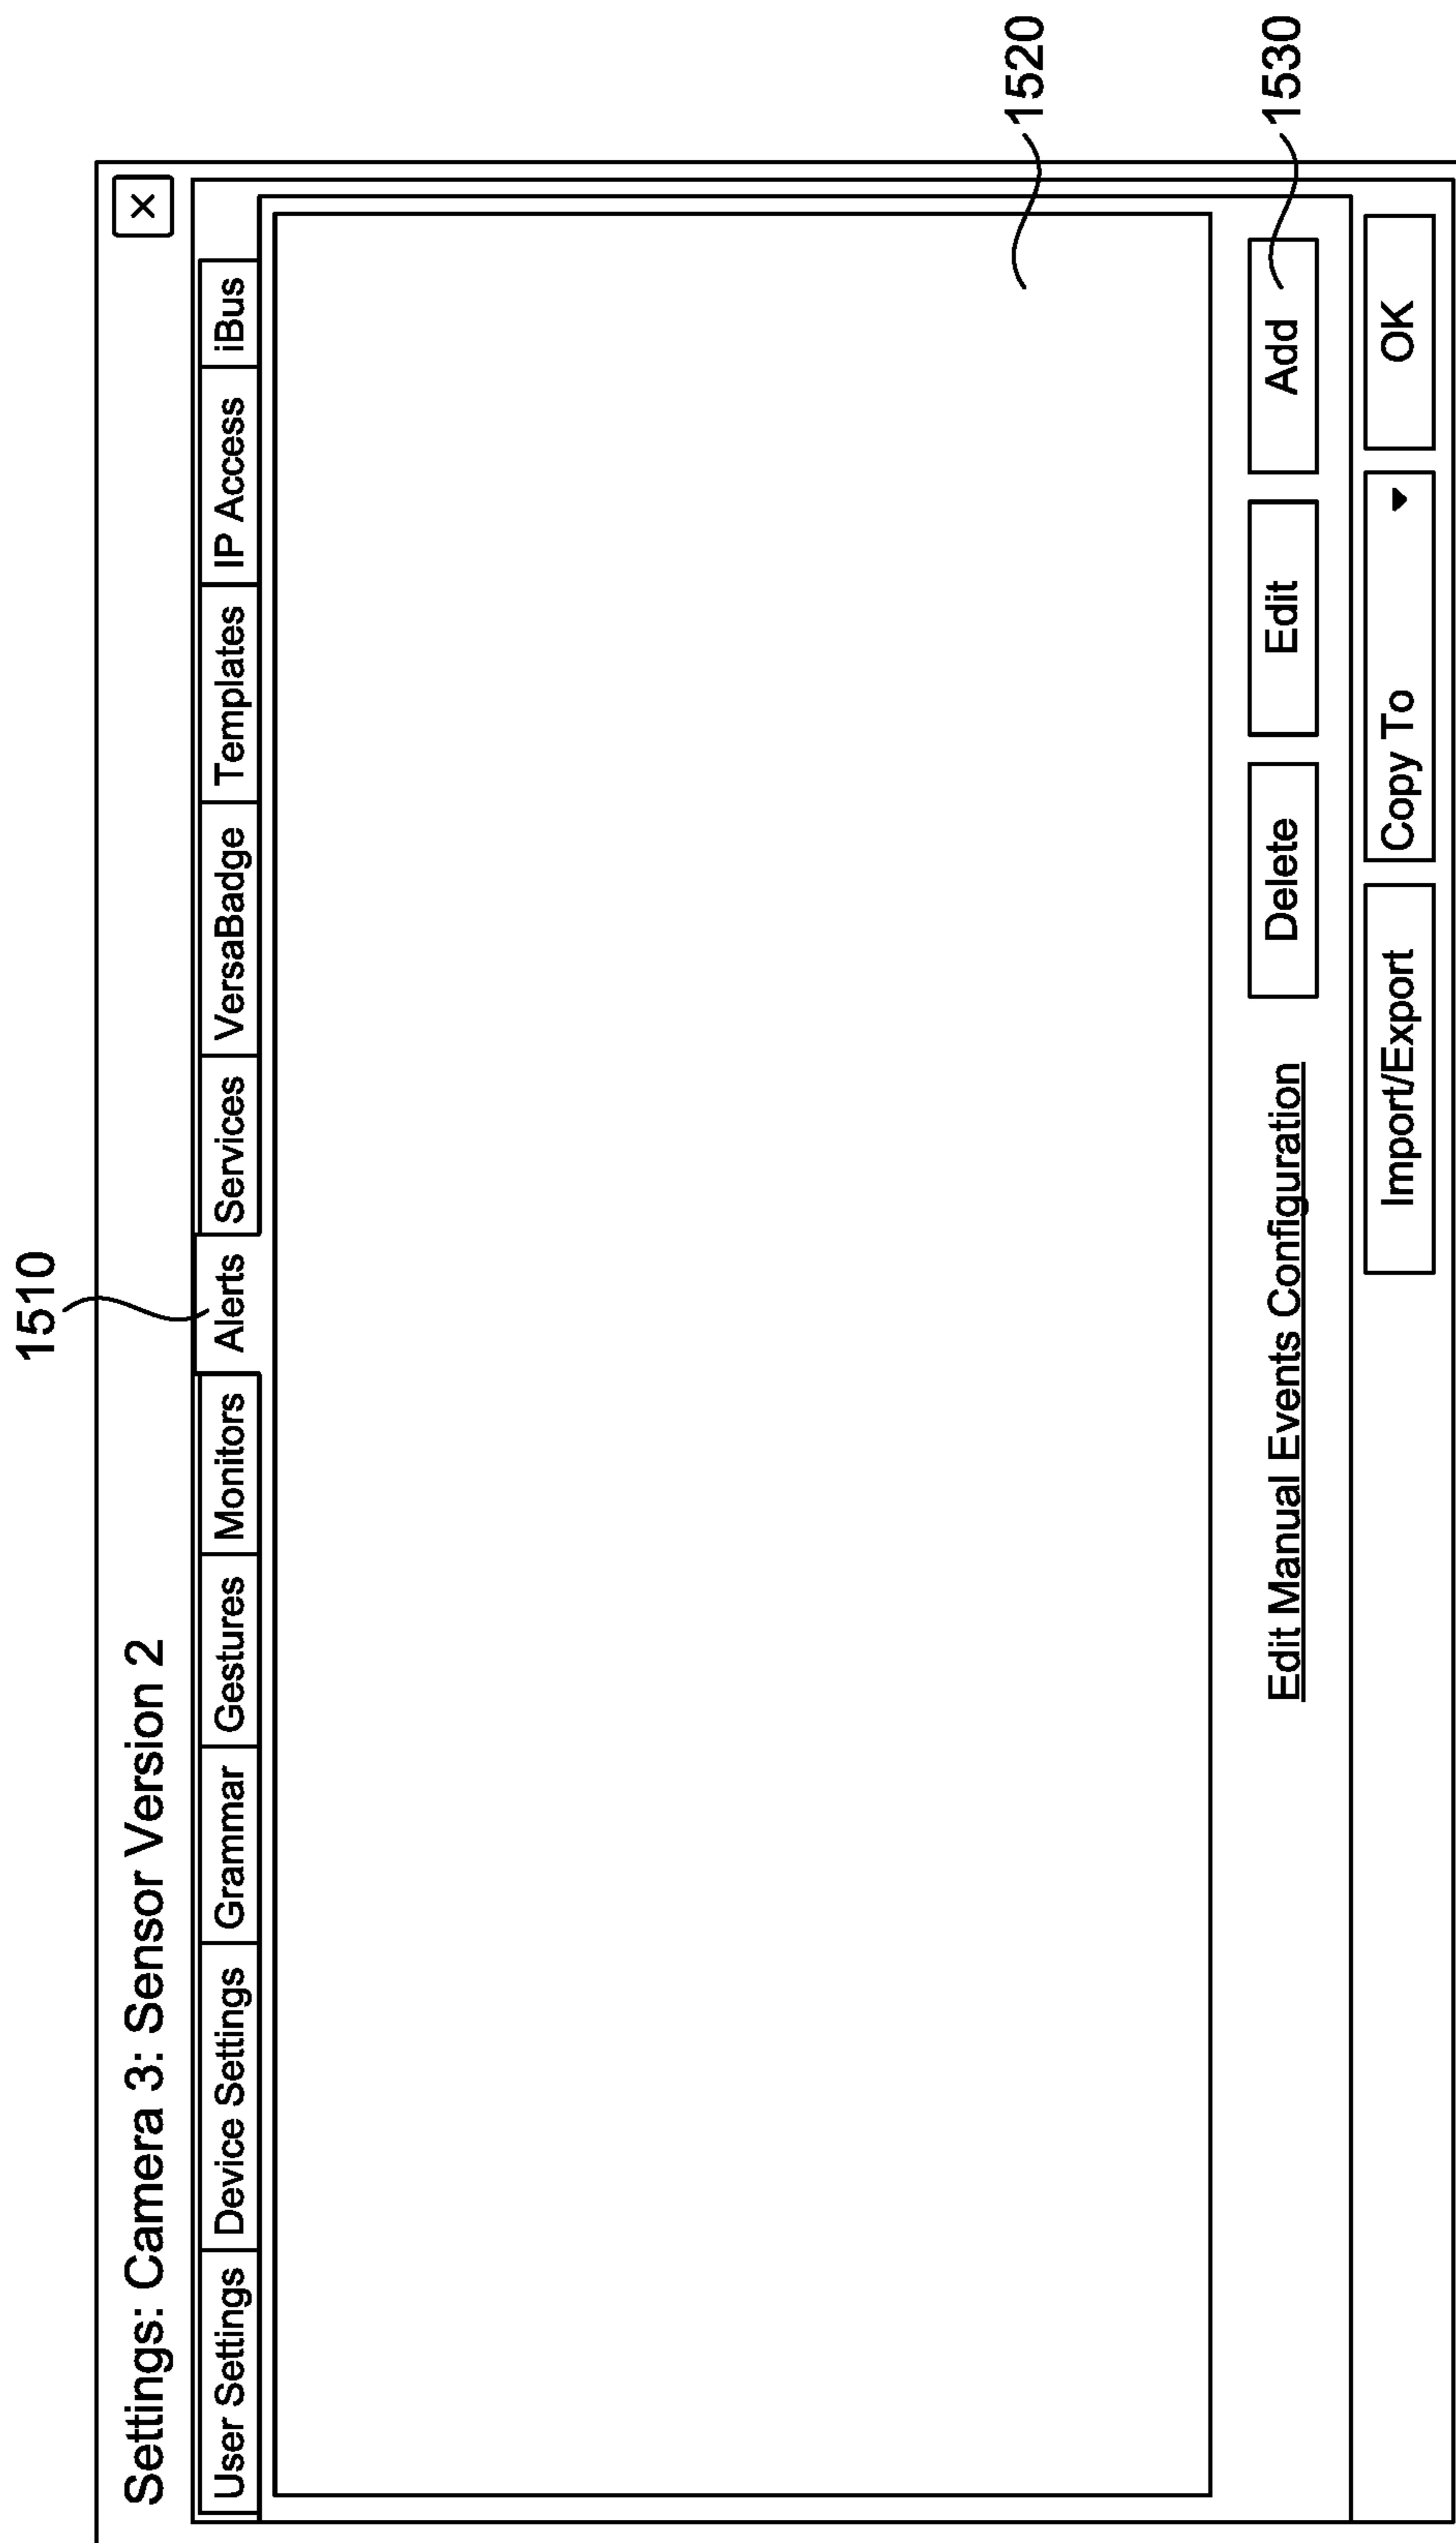 1510
Settings: Camera 3: Sensor Version 2 X
User Settings Device Settings Grammar Gestures Monitors Alerts Services VersaBadge Templates IP Access iBus
1520
Edit Manual Events Configuration Delete Edit Add
1530
Import/Export Copy To OK